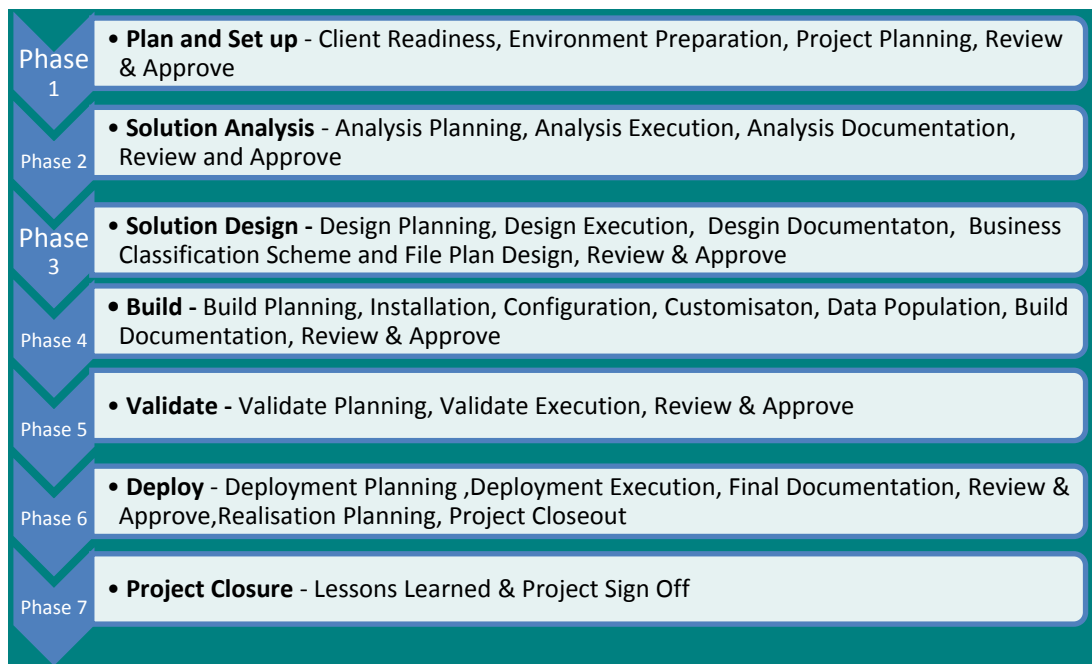 Phase
1
• Plan and Set up - Client Readiness, Environment Preparation, Project Planning, Review
& Approve
Phase 2
• Solution Analysis - Analysis Planning, Analysis Execution, Analysis Documentation,
Review and Approve
Phase
3
• Solution Design - Design Planning, Design Execution,  Desgin Documentaton,  Business
Classification Scheme and File Plan Design, Review & Approve
Phase 4
• Build - Build Planning, Installation, Configuration, Customisaton, Data Population, Build
Documentation, Review & Approve
Phase 5
• Validate - Validate Planning, Validate Execution, Review & Approve
Phase 6
• Deploy - Deployment Planning ,Deployment Execution, Final Documentation, Review &
Approve,Realisation Planning, Project Closeout
Phase 7
• Project Closure - Lessons Learned & Project Sign Off